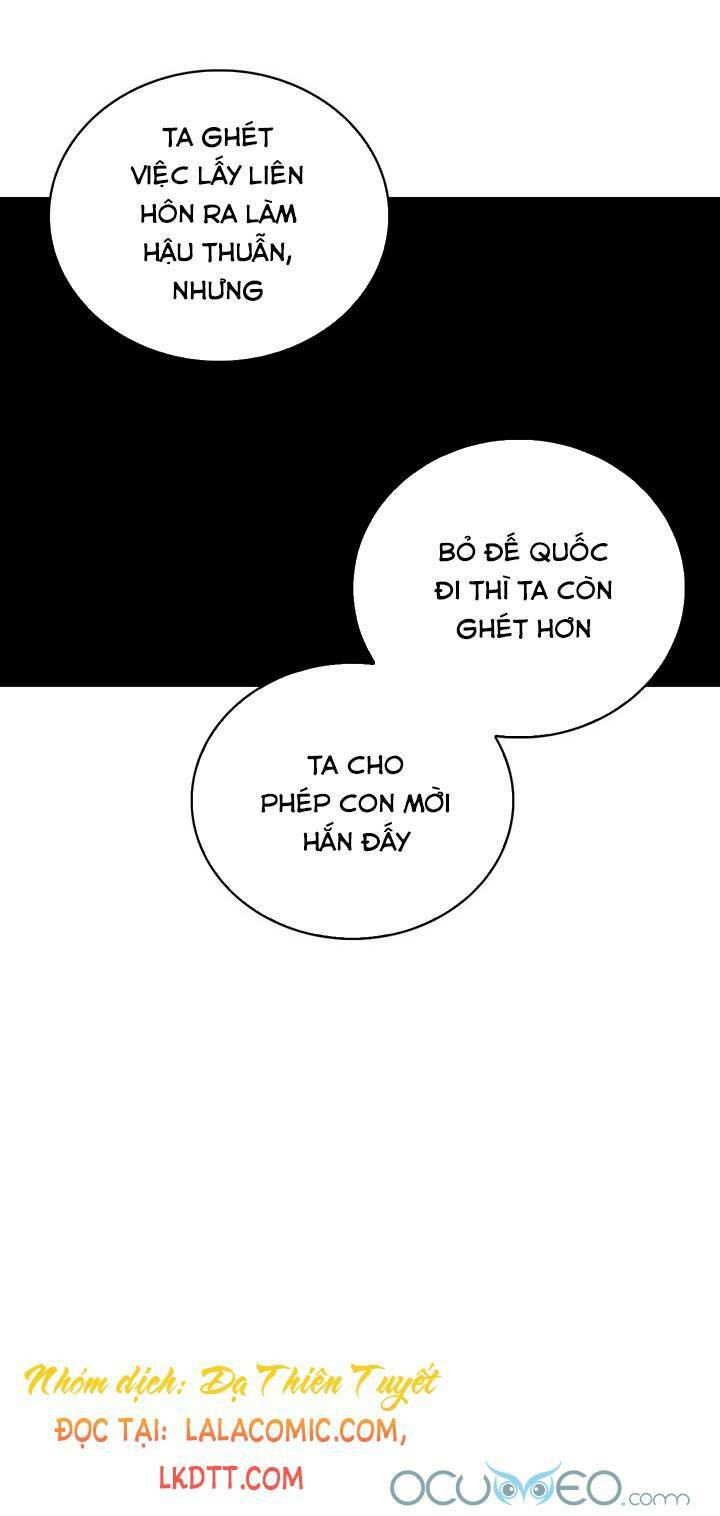 TA GHÉT
VIỆC LẤY LIÊN
HÔN RA LÀM
HẬU THUẪN,
NHƯNG
BỎ ĐẾ QUỐC
ĐI THÌ TA CÒN
GHÉT HƠN
TA CHO
PHÉP CON MỜI
HẮN ĐẤY
Nhóm dịch: Dạ Thiên Tuyết
ĐỌC TẠI: LALACOMIC.COM,
LKDTT.COM
OCUMEO.com